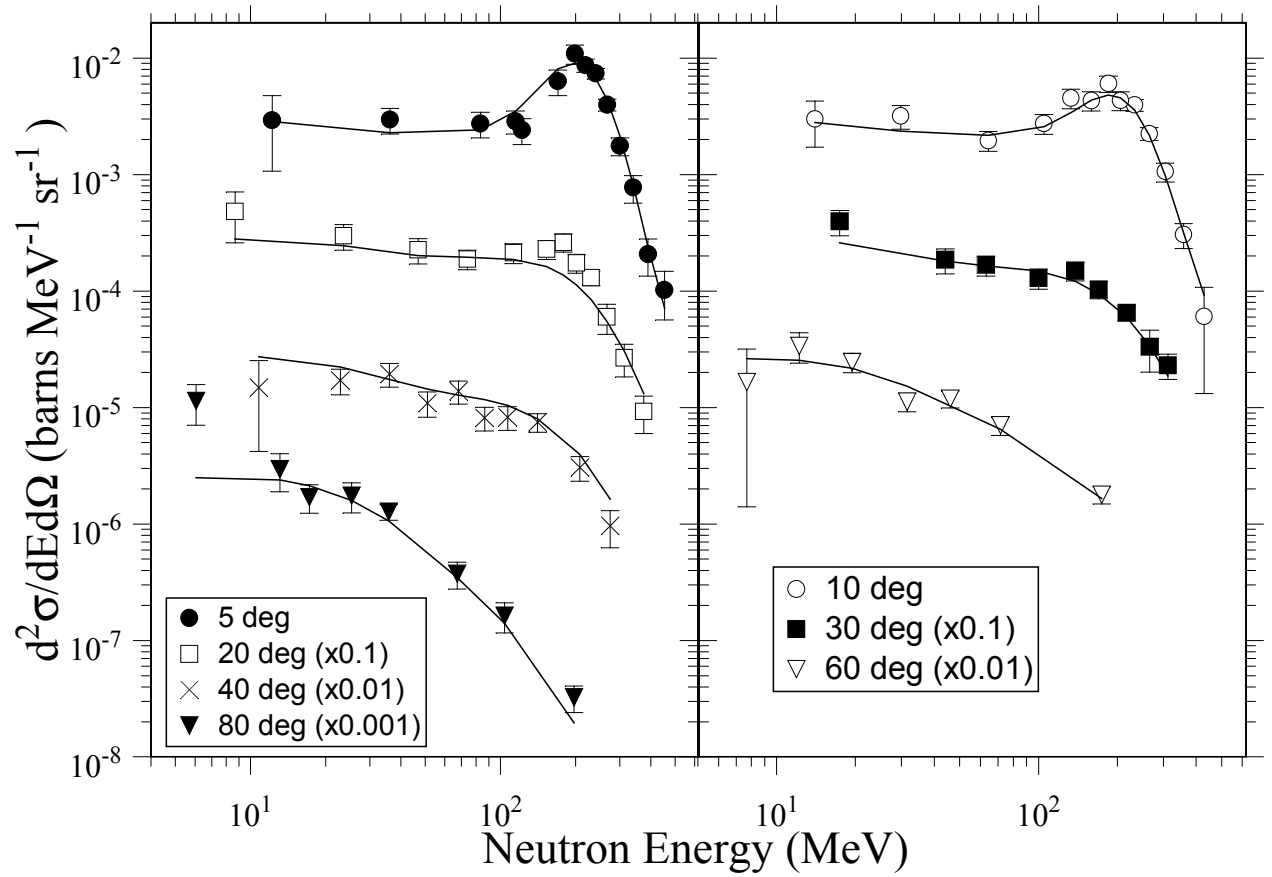 d²σ/dEdΩ (barns MeV⁻¹ sr⁻¹)
10⁻²
10⁻³
10⁻⁴
10⁻⁵
10⁻⁶
10⁻⁷
10⁻⁸
5 deg
20 deg (x0.1)
40 deg (x0.01)
80 deg (x0.001)
10 deg
30 deg (x0.1)
60 deg (x0.01)
10¹ 10² 10¹ 10²
Neutron Energy (MeV)